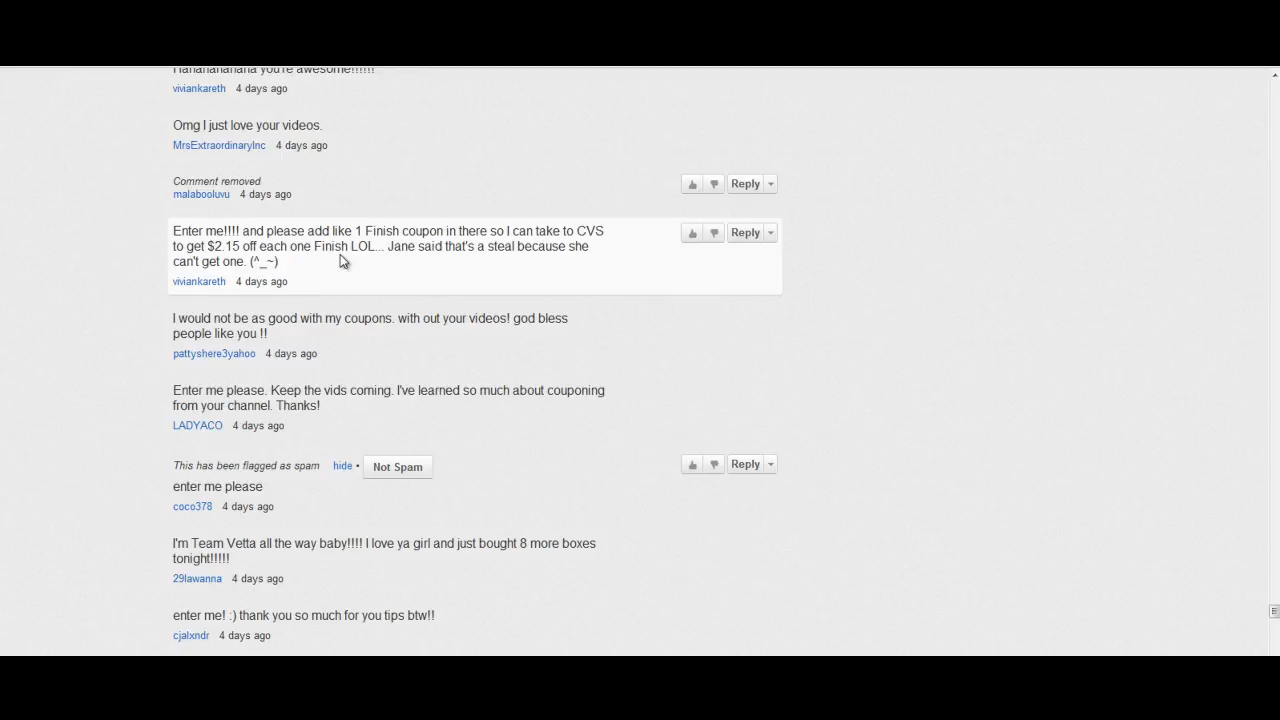 Hahahahahaha you're awesome!!!!!!
viviankareth 4 days ago
Omg I just love your videos.
MrsExtraordinaryInc 4 days ago
Comment removed
malabooluvu 4 days ago
Reply
Enter me!!!! and please add like 1 Finish coupon in there so I can take to CVS
to get $2.15 off each one Finish LOL... Jane said that's a steal because she
can't get one. (^_~)
viviankareth 4 days ago
Reply
I would not be as good with my coupons. with out your videos! god bless
people like you !!
pattyshere3yahoo 4 days ago
Enter me please. Keep the vids coming. I've learned so much about couponing
from your channel. Thanks!
LADYACO 4 days ago
This has been flagged as spam hide • Not Spam
Reply
enter me please
coco378 4 days ago
I'm Team Vetta all the way baby!!!! I love ya girl and just bought 8 more boxes
tonight!!!!!
29lawanna 4 days ago
enter me! :) thank you so much for you tips btw!!
cjalxndr 4 days ago